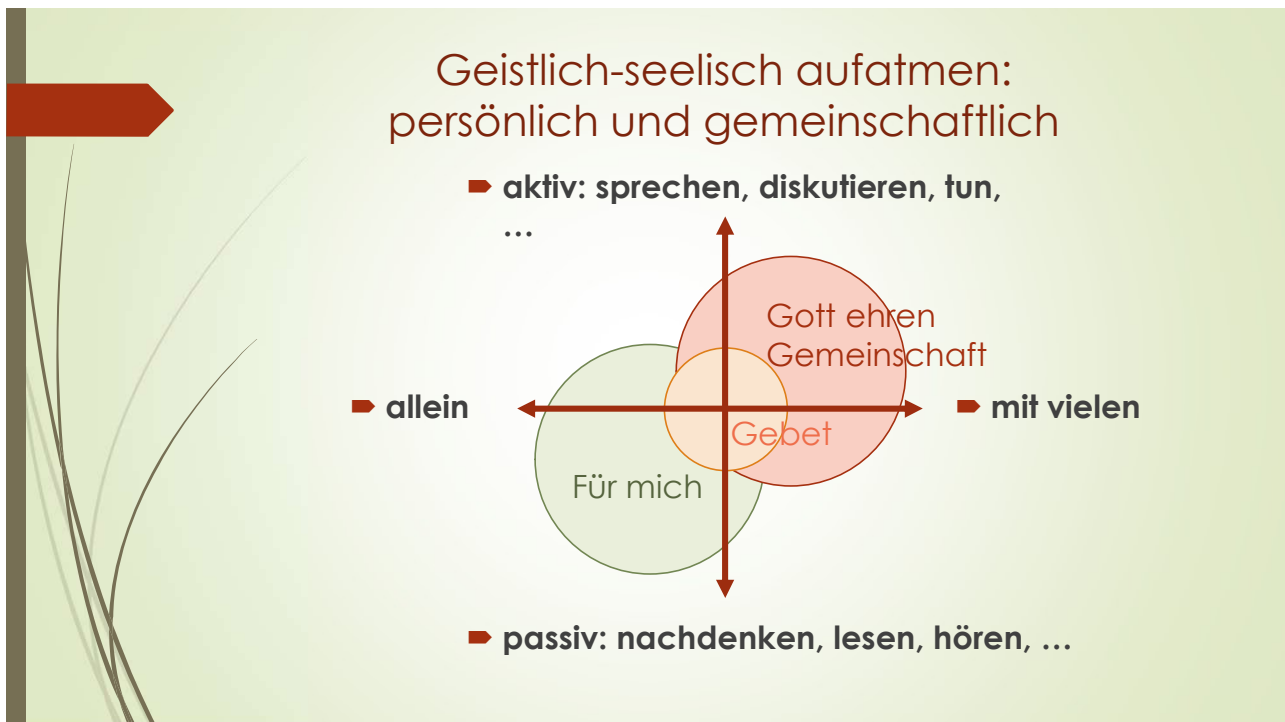 Geistlich-seelisch aufatmen:
persönlich und gemeinschaftlich
aktiv: sprechen, diskutieren, tun,
…
Gott ehren
Gemeinschaft
allein
mit vielen
Gebet
Für mich
passiv: nachdenken, lesen, hören, …